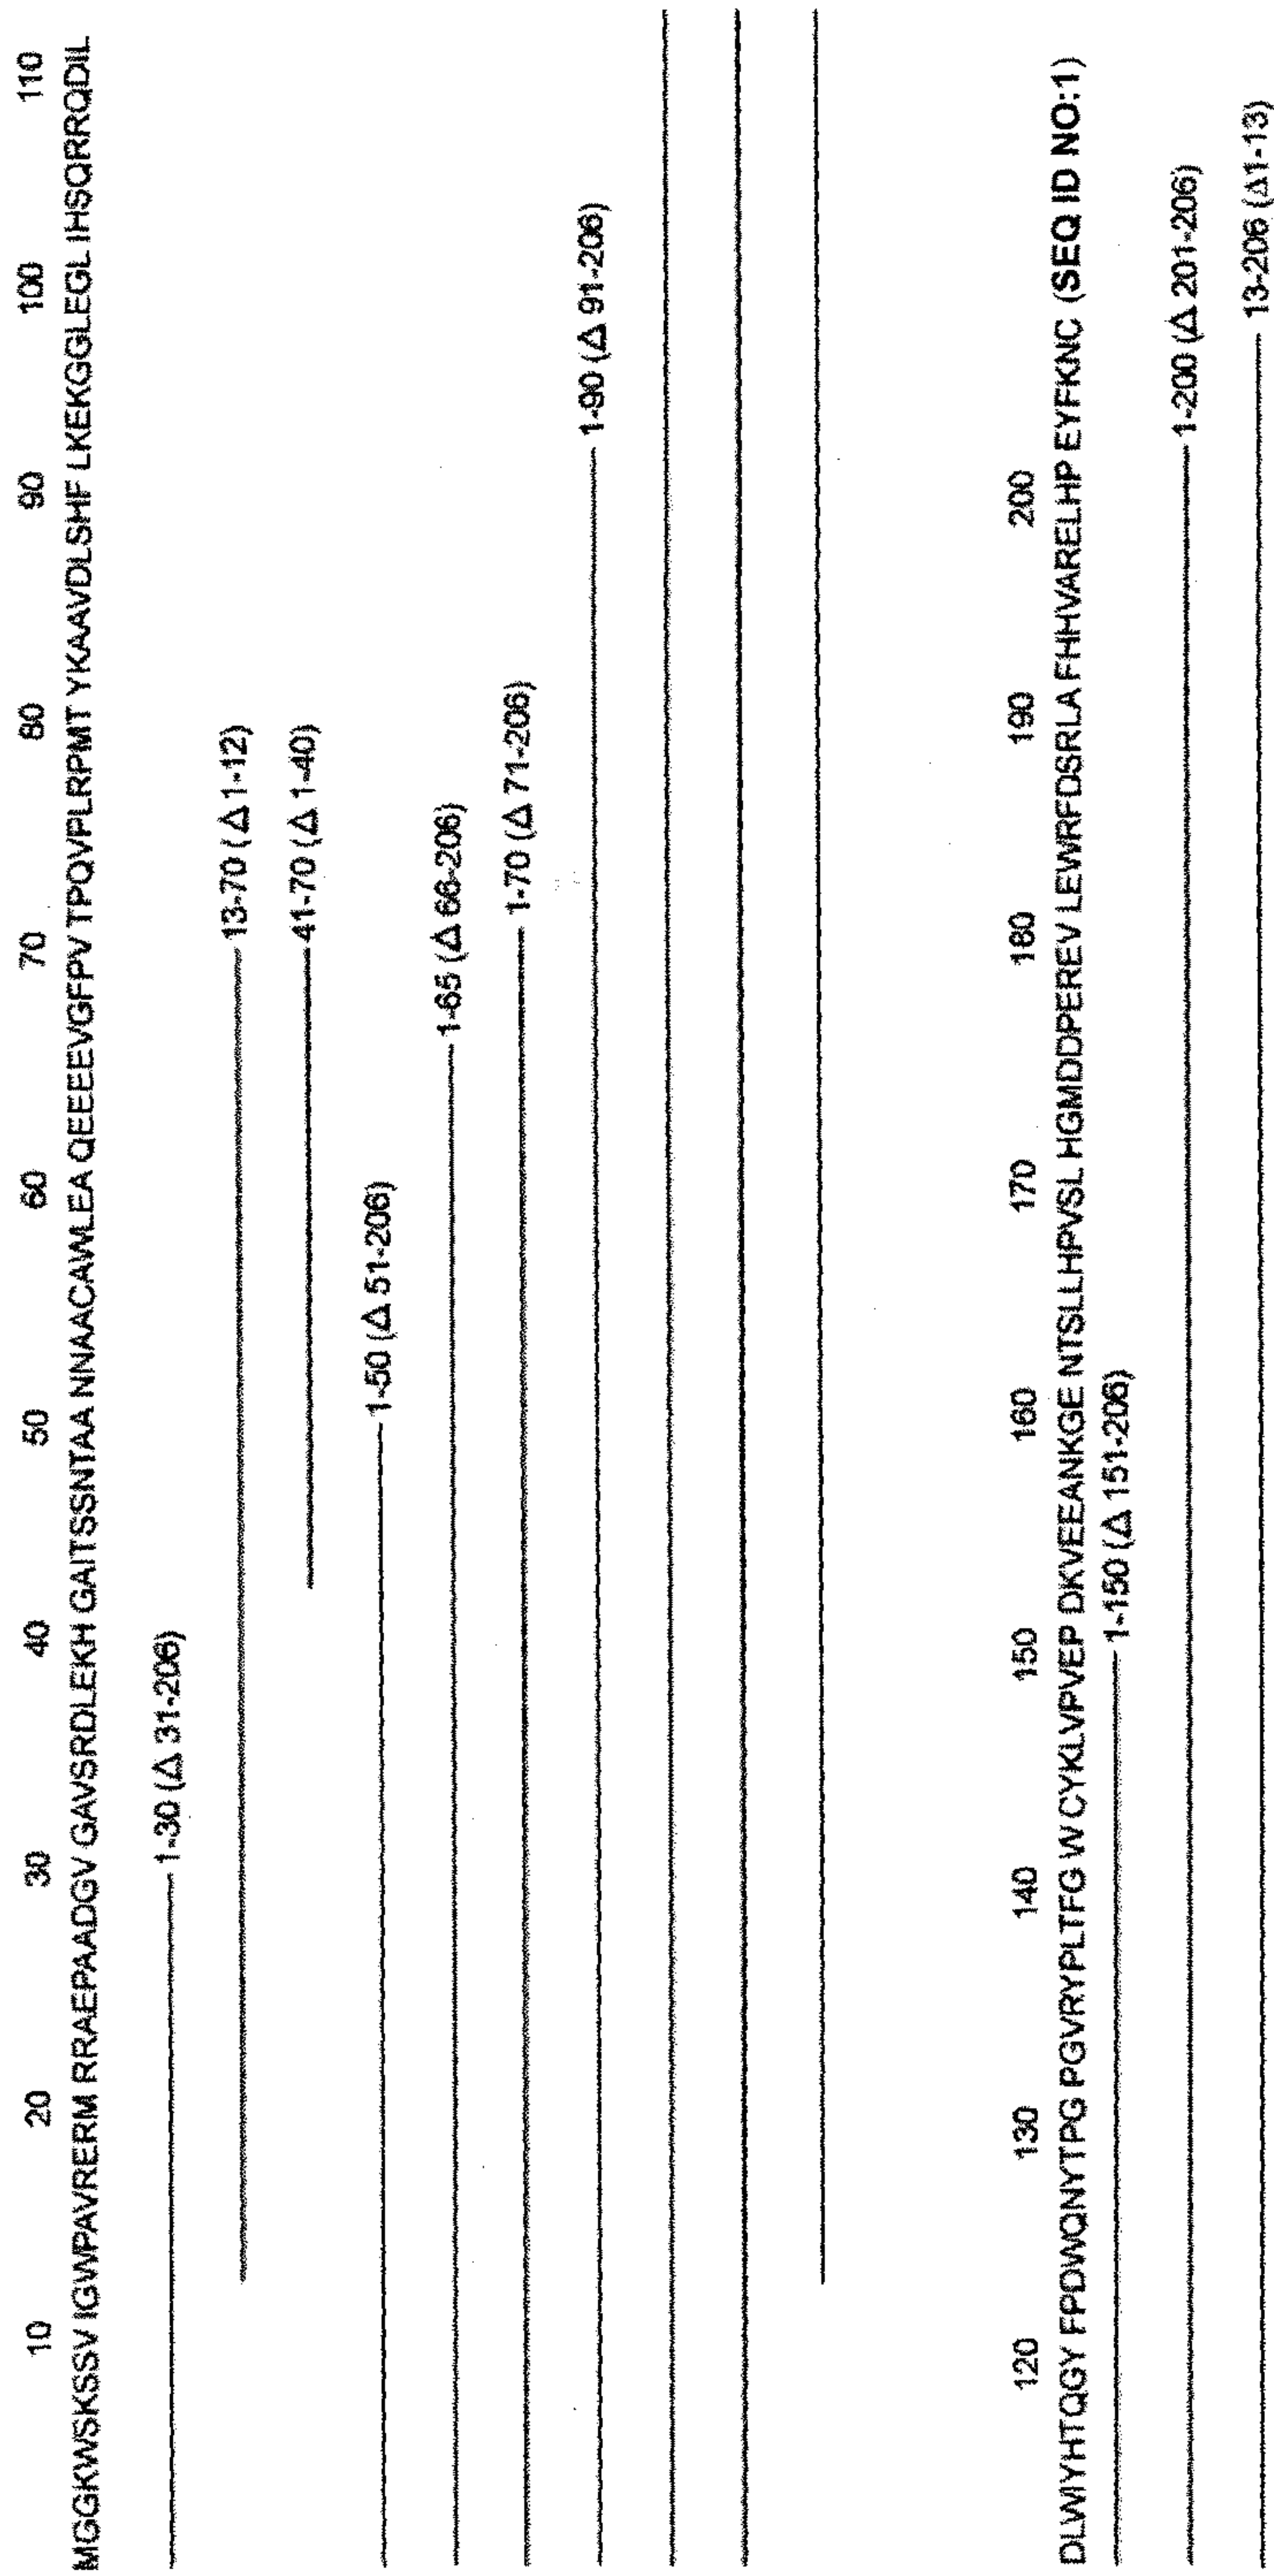 10 20 30 40 50 60 70 80 90 100 110
MGGKWSKSSV IGWPAVRERM RRAEPAADGV GAVSRDLEKH GAITSSNTAA NNAACAWLEA QEEEEVGFPV TPQVPLRPMT YKAAVDLSHF LKEKGGLEGL IHSQRRQDIL
1-30 (Δ 31-206)
13-70 (Δ 1-12)
41-70 (Δ 1-40)
1-50 (Δ 51-206)
1-65 (Δ 66-206)
1-70 (Δ 71-206)
1-90 (Δ 91-206)
120 130 140 150 160 170 180 190 200
DLWIYHTQGY FPDWQNYTPG PGVRYPLTFG W CYKLVPVEP DKVEEANKGE NTSLLHPVSL HGMDDPEREV LEWRFDSRLA FHHVARELHP EYFKNC (SEQ ID NO:1)
1-150 (Δ 151-206)
1-200 (Δ 201-206)
13-206 (Δ1-13)